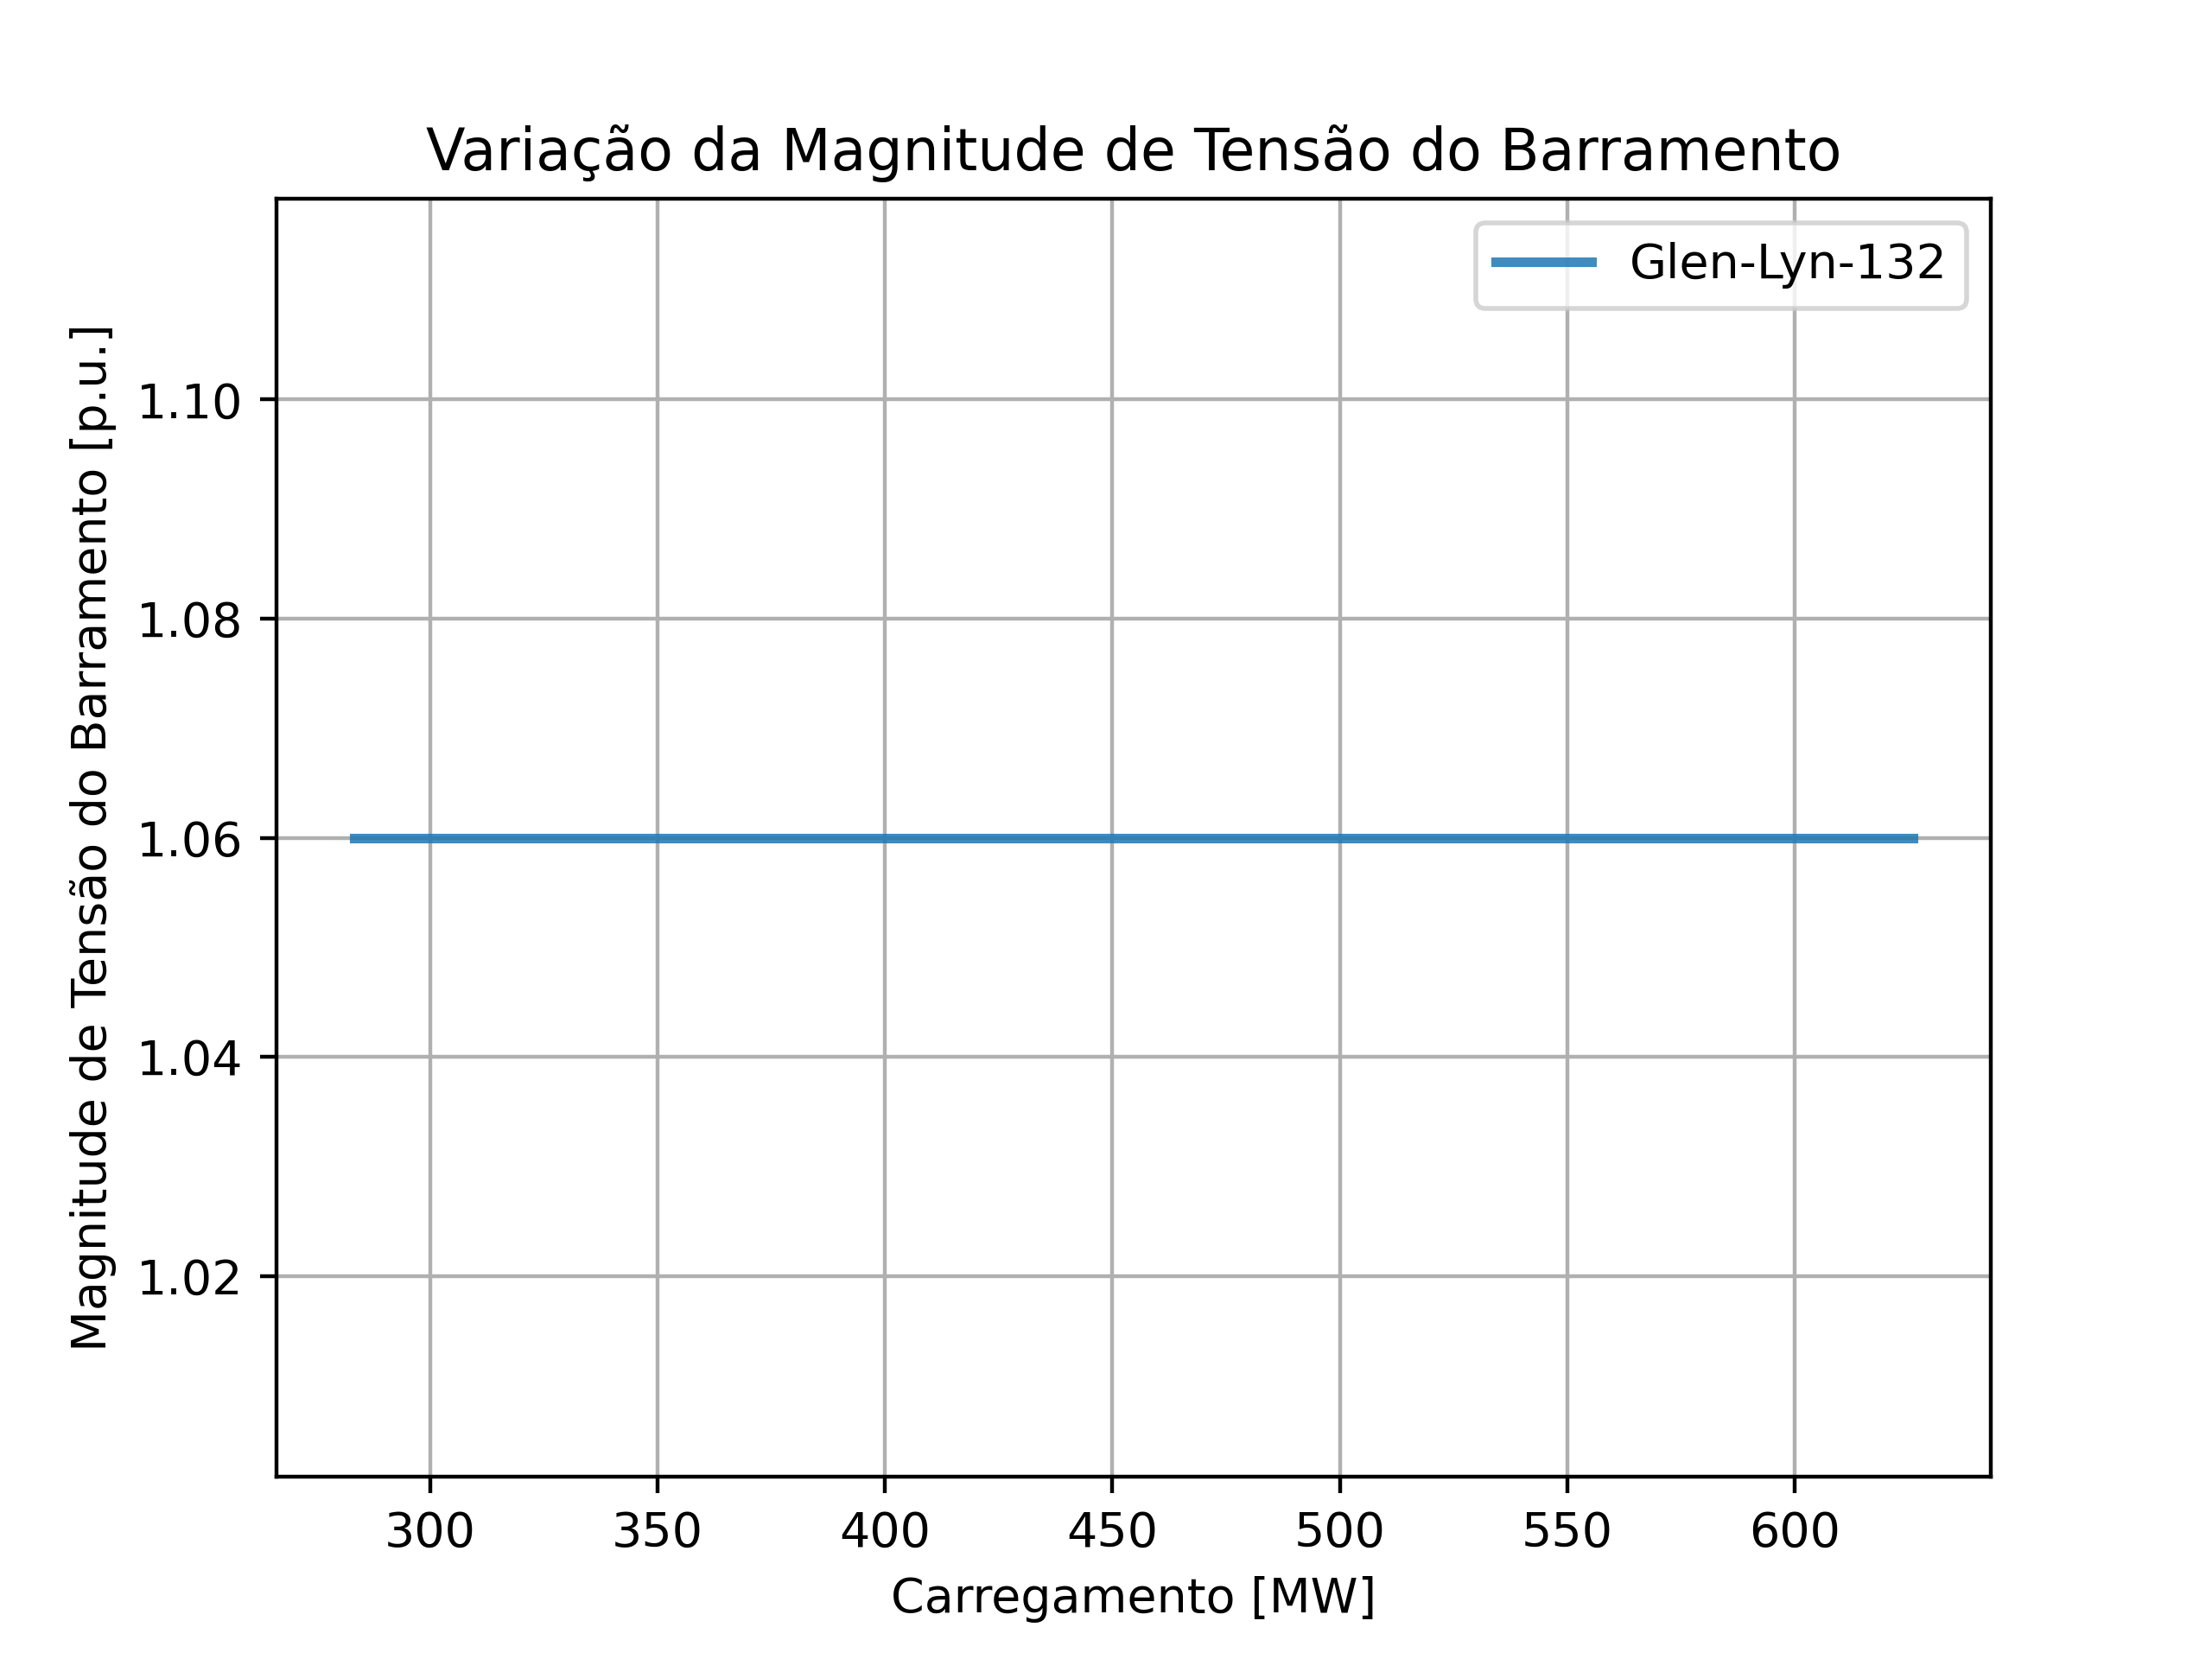 Variação da Magnitude de Tensão do Barramento
Glen-Lyn-132
Magnitude de Tensão do Barramento [p.u.]
1.10
1.08
1.06
1.04
1.02
300 350 400 450 500 550 600
Carregamento [MW]